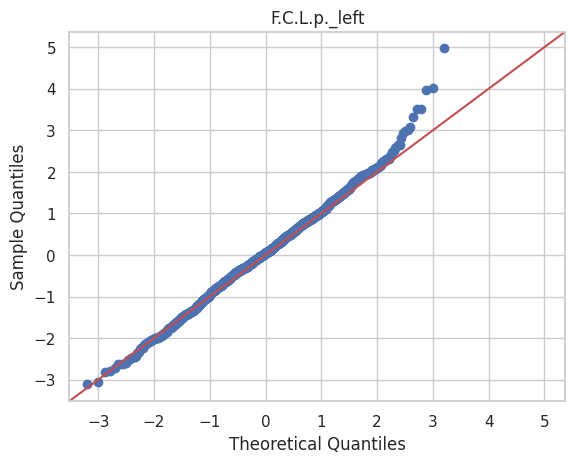 F.C.L.p._left
5
4
3
2
1
0
−1
−2
−3
Sample Quantiles
−3 −2 −1 0 1 2 3 4 5
Theoretical Quantiles